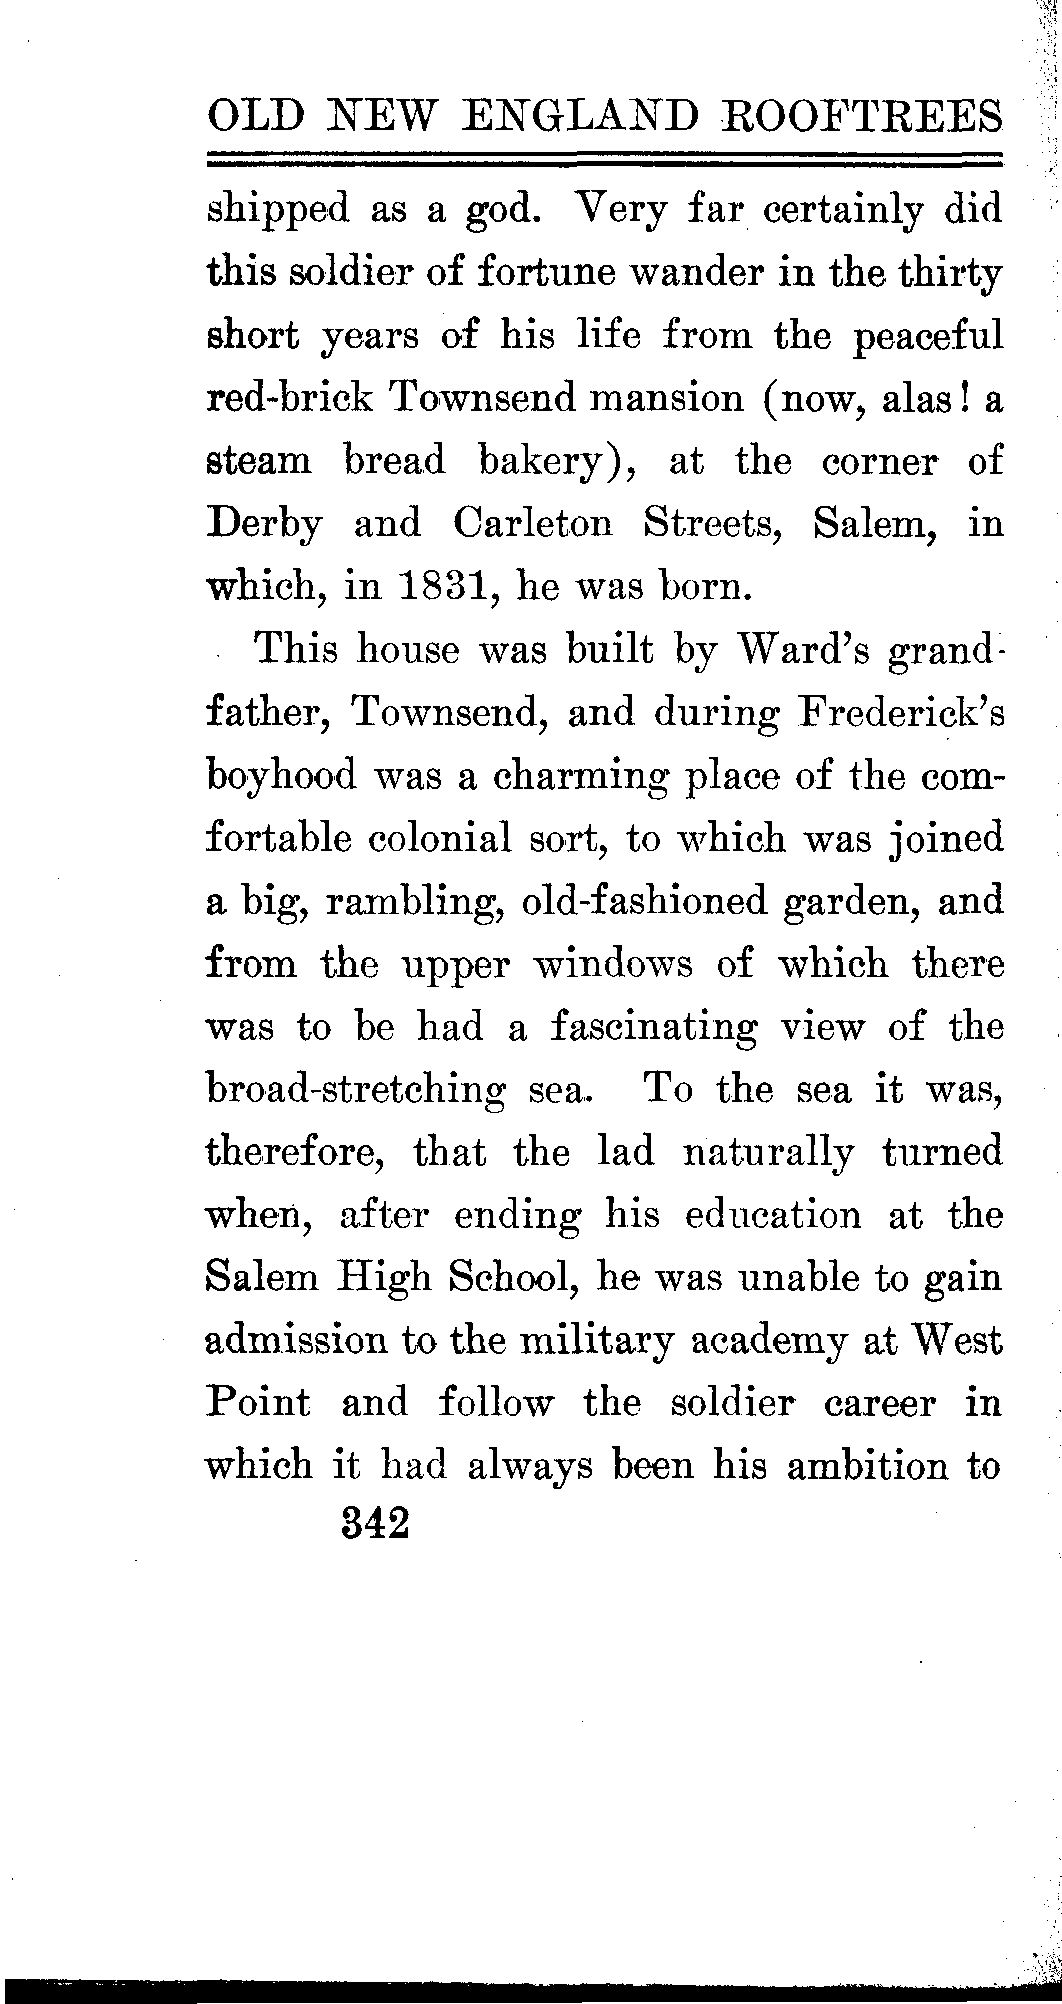 OLD NEW ENGLAND ROOFTREES
shipped as a god. Very far certainly did
this soldier of fortune wander in the thirty
short years of his life from the peaceful
red-brick Townsend mansion (now, alas! a
steam bread bakery), at the corner of
Derby and Carleton Streets, Salem, in
which, in 1831, he was born.
This house was built by Ward's grand-
father, Townsend, and during Frederick's
boyhood was a charming place of the com-
fortable colonial sort, to which was joined
a big, rambling, old-fashioned garden, and
from the upper windows of which there
was to be had a fascinating view of the
broad-stretching sea. To the sea it was,
therefore, that the lad naturally turned
when, after ending his education at the
Salem High School, he was unable to gain
admission to the military academy at West
Point and follow the soldier career in
which it had always been his ambition to
342